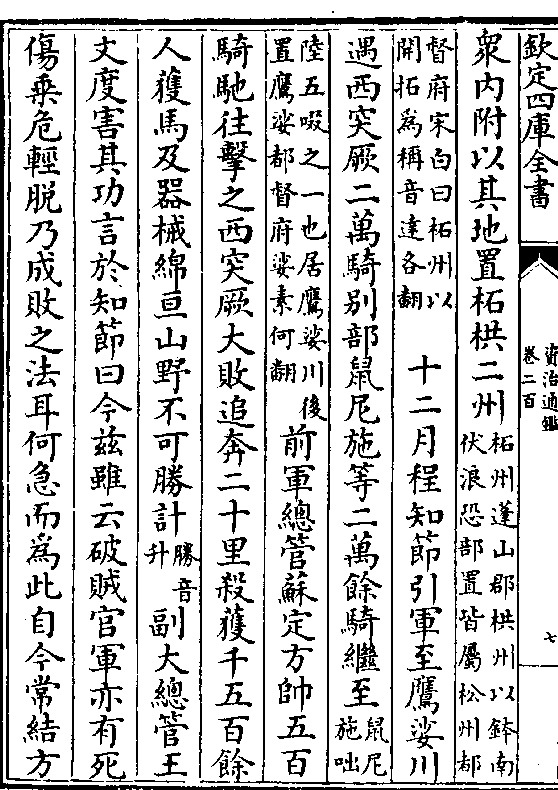 欽定四庫全書
資治通鑑
卷二百
七
衆内附以其地置柘栱二州柘州蓬山郡栱州以鉢南
伏浪恐部置皆屬松州都
督府宋白曰柘州以
開拓為稱音達各翻
十二月程知節引軍至鷹娑川
遇西突厥二萬騎别部鼠尼施等二萬餘騎繼至鼠尼
施咄
陸五啜之一也居鷹娑川後
置鷹娑都督府娑素何翻
前軍總管蘇定方帥五百
騎馳往擊之西突厥大敗追奔二十里殺獲千五百餘
人獲馬及器械綿亘山野不可勝計勝音
升
副大總管王
文度害其功言於知節曰今兹雖云破賊官軍亦有死
傷乘危輕脱乃成敗之法耳何急而為此自今常結方